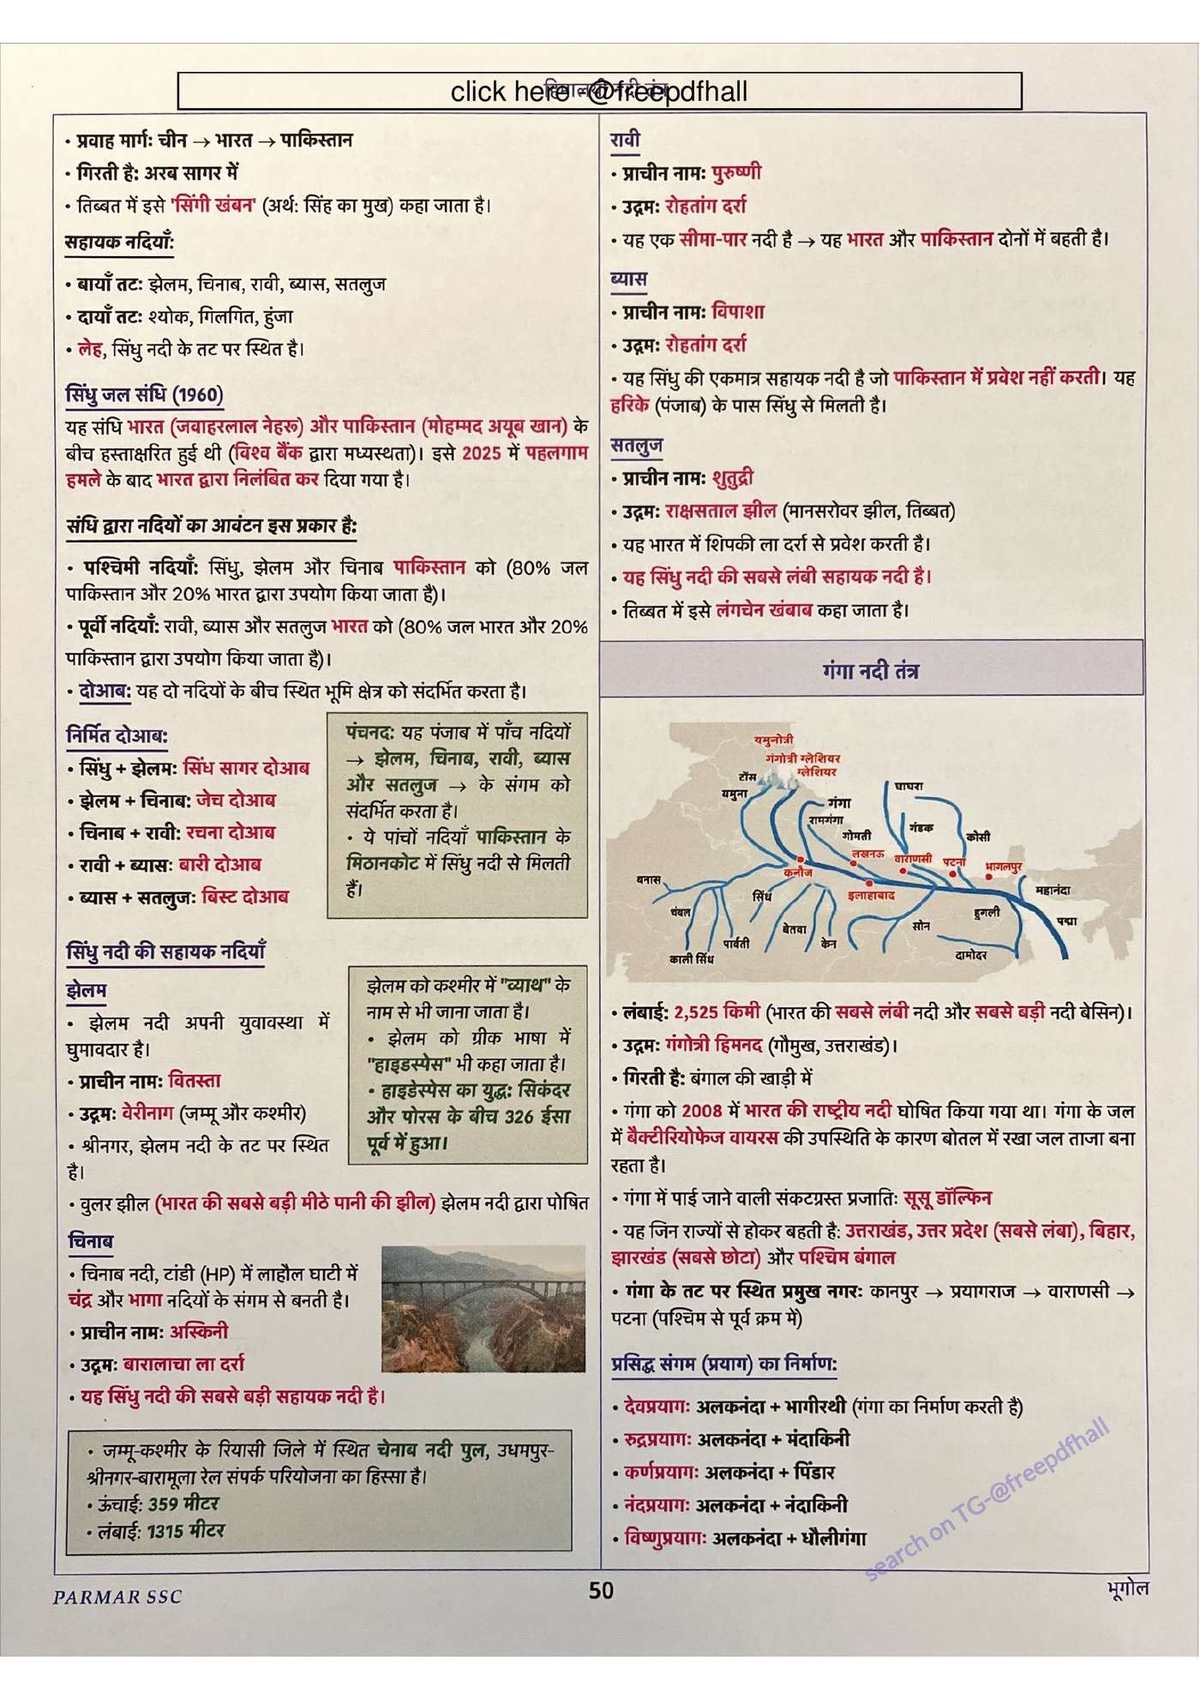 click here -@freepdfhall
• प्रवाह मार्ग: चीन → भारत → पाकिस्तान
• गिरती है: अरब सागर में
• तिब्बत में इसे 'सिंगी खंबन' (अर्थ: सिंह का मुख) कहा जाता है।
सहायक नदियाँ:
• बायाँ तट: झेलम, चिनाब, रावी, ब्यास, सतलुज
• दायाँ तट: श्योक, गिलगित, हुंजा
• लेह, सिंधु नदी के तट पर स्थित है।
सिंधु जल संधि (1960)
यह संधि भारत (जवाहरलाल नेहरू) और पाकिस्तान (मोहम्मद अयूब खान) के
बीच हस्ताक्षरित हुई थी (विश्व बैंक द्वारा मध्यस्थता)। इसे 2025 में पहलगाम
हमले के बाद भारत द्वारा निलंबित कर दिया गया है।
संधि द्वारा नदियों का आवंटन इस प्रकार है:
• पश्चिमी नदियाँ: सिंधु, झेलम और चिनाब पाकिस्तान को (80% जल
पाकिस्तान और 20% भारत द्वारा उपयोग किया जाता है)।
• पूर्वी नदियाँ: रावी, ब्यास और सतलुज भारत को (80% जल भारत और 20%
पाकिस्तान द्वारा उपयोग किया जाता है)।
• दोआब: यह दो नदियों के बीच स्थित भूमि क्षेत्र को संदर्भित करता है।
निर्मित दोआब:
• सिंधु + झेलम: सिंध सागर दोआब
• झेलम + चिनाब: जेच दोआब
• चिनाब + रावी: रचना दोआब
• रावी + ब्यास: बारी दोआब
• ब्यास + सतलुज: बिस्ट दोआब
पंचनद: यह पंजाब में पाँच नदियों
→ झेलम, चिनाब, रावी, ब्यास
और सतलुज → के संगम को
संदर्भित करता है।
• ये पांचों नदियाँ पाकिस्तान के
मिठानकोट में सिंधु नदी से मिलती
हैं।
सिंधु नदी की सहायक नदियाँ
झेलम
• झेलम नदी अपनी युवावस्था में
घुमावदार है।
• प्राचीन नाम: वितस्ता
• उद्गम: वेरीनाग (जम्मू और कश्मीर)
• श्रीनगर, झेलम नदी के तट पर स्थित
है।
• वुलर झील (भारत की सबसे बड़ी मीठे पानी की झील) झेलम नदी द्वारा पोषित
झेलम को कश्मीर में "व्याथ" के
नाम से भी जाना जाता है।
• झेलम को ग्रीक भाषा में
"हाइडस्पेस" भी कहा जाता है।
• हाइडेस्पेस का युद्ध: सिकंदर
और पोरस के बीच 326 ईसा
पूर्व में हुआ।
चिनाब
• चिनाब नदी, टांडी (HP) में लाहौल घाटी में
चंद्र और भागा नदियों के संगम से बनती है।
• प्राचीन नाम: अस्किनी
• उद्गम: बारालाचा ला दर्रा
• यह सिंधु नदी की सबसे बड़ी सहायक नदी है।
• जम्मू-कश्मीर के रियासी जिले में स्थित चेनाब नदी पुल, उधमपुर-
श्रीनगर-बारामूला रेल संपर्क परियोजना का हिस्सा है।
• ऊंचाई: 359 मीटर
• लंबाई: 1315 मीटर
रावी
• प्राचीन नाम: पुरुष्णी
• उद्गम: रोहतांग दर्रा
• यह एक सीमा-पार नदी है → यह भारत और पाकिस्तान दोनों में बहती है।
ब्यास
• प्राचीन नाम: विपाशा
• उद्गम: रोहतांग दर्रा
• यह सिंधु की एकमात्र सहायक नदी है जो पाकिस्तान में प्रवेश नहीं करती। यह
हरिके (पंजाब) के पास सिंधु से मिलती है।
सतलुज
• प्राचीन नाम: शुतुद्री
• उद्गम: राक्षसताल झील (मानसरोवर झील, तिब्बत)
• यह भारत में शिपकी ला दर्रा से प्रवेश करती है।
• यह सिंधु नदी की सबसे लंबी सहायक नदी है।
• तिब्बत में इसे लंगचेन खंबाब कहा जाता है।
गंगा नदी तंत्र
यमुनोत्री
गंगोत्री ग्लेशियर
ग्लेशियर
टोंस
यमुना
गंगा
रामगंगा
गोमती
घाघरा
गंडक
कोसी
लखनऊ
वाराणसी
पटना
भागलपुर
कनौज
इलाहाबाद
महानंदा
बनास
सिंध
चंबल
हुगली
पद्मा
बेतवा
सोन
पार्वती
केन
काली सिंध
दामोदर
• लंबाई: 2,525 किमी (भारत की सबसे लंबी नदी और सबसे बड़ी नदी बेसिन)।
• उद्गम: गंगोत्री हिमनद (गौमुख, उत्तराखंड)।
• गिरती है: बंगाल की खाड़ी में
• गंगा को 2008 में भारत की राष्ट्रीय नदी घोषित किया गया था। गंगा के जल
में बैक्टीरियोफेज वायरस की उपस्थिति के कारण बोतल में रखा जल ताजा बना
रहता है।
• गंगा में पाई जाने वाली संकटग्रस्त प्रजाति: सूसू डॉल्फिन
• यह जिन राज्यों से होकर बहती है: उत्तराखंड, उत्तर प्रदेश (सबसे लंबा), बिहार,
झारखंड (सबसे छोटा) और पश्चिम बंगाल
• गंगा के तट पर स्थित प्रमुख नगर: कानपुर → प्रयागराज → वाराणसी →
पटना (पश्चिम से पूर्व क्रम में)
प्रसिद्ध संगम (प्रयाग) का निर्माण:
• देवप्रयाग: अलकनंदा + भागीरथी (गंगा का निर्माण करती हैं)
• रुद्रप्रयाग: अलकनंदा + मंदाकिनी
• कर्णप्रयाग: अलकनंदा + पिंडार
• नंदप्रयाग: अलकनंदा + नंदाकिनी
• विष्णुप्रयाग: अलकनंदा + धौलीगंगा
search on TG-@freepdfhall
PARMAR SSC
50
भूगोल